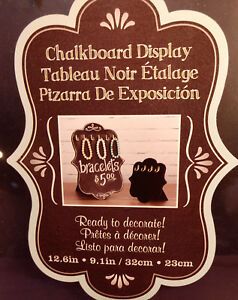 Chalkboard Display
Tableau Noir Étalage
Pizarra De Exposición
bracelets
$5.00
Ready to decorate!
Prêtes à décorer!
Listo para decorar!
12.6in • 9.1in / 32cm • 23cm